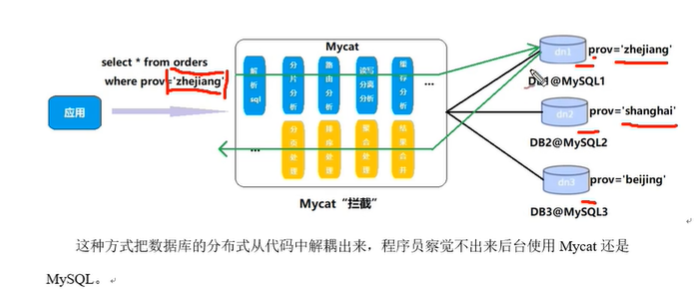 Mycat
select * from orders
where prov='zhejiang'
应用
解析sql
分片分析
路由分析
读写分离分析
缓存分析
...
...
分页处理
排序处理
聚合处理
结果合并
Mycat“拦截”
dn1
prov='zhejiang'
@MySQL1
dn2
prov='shanghai'
DB2@MySQL2
dn3
prov='beijing'
DB3@MySQL3
这种方式把数据库的分布式从代码中解耦出来，程序员察觉不出来后台使用 Mycat 还是
MySQL。